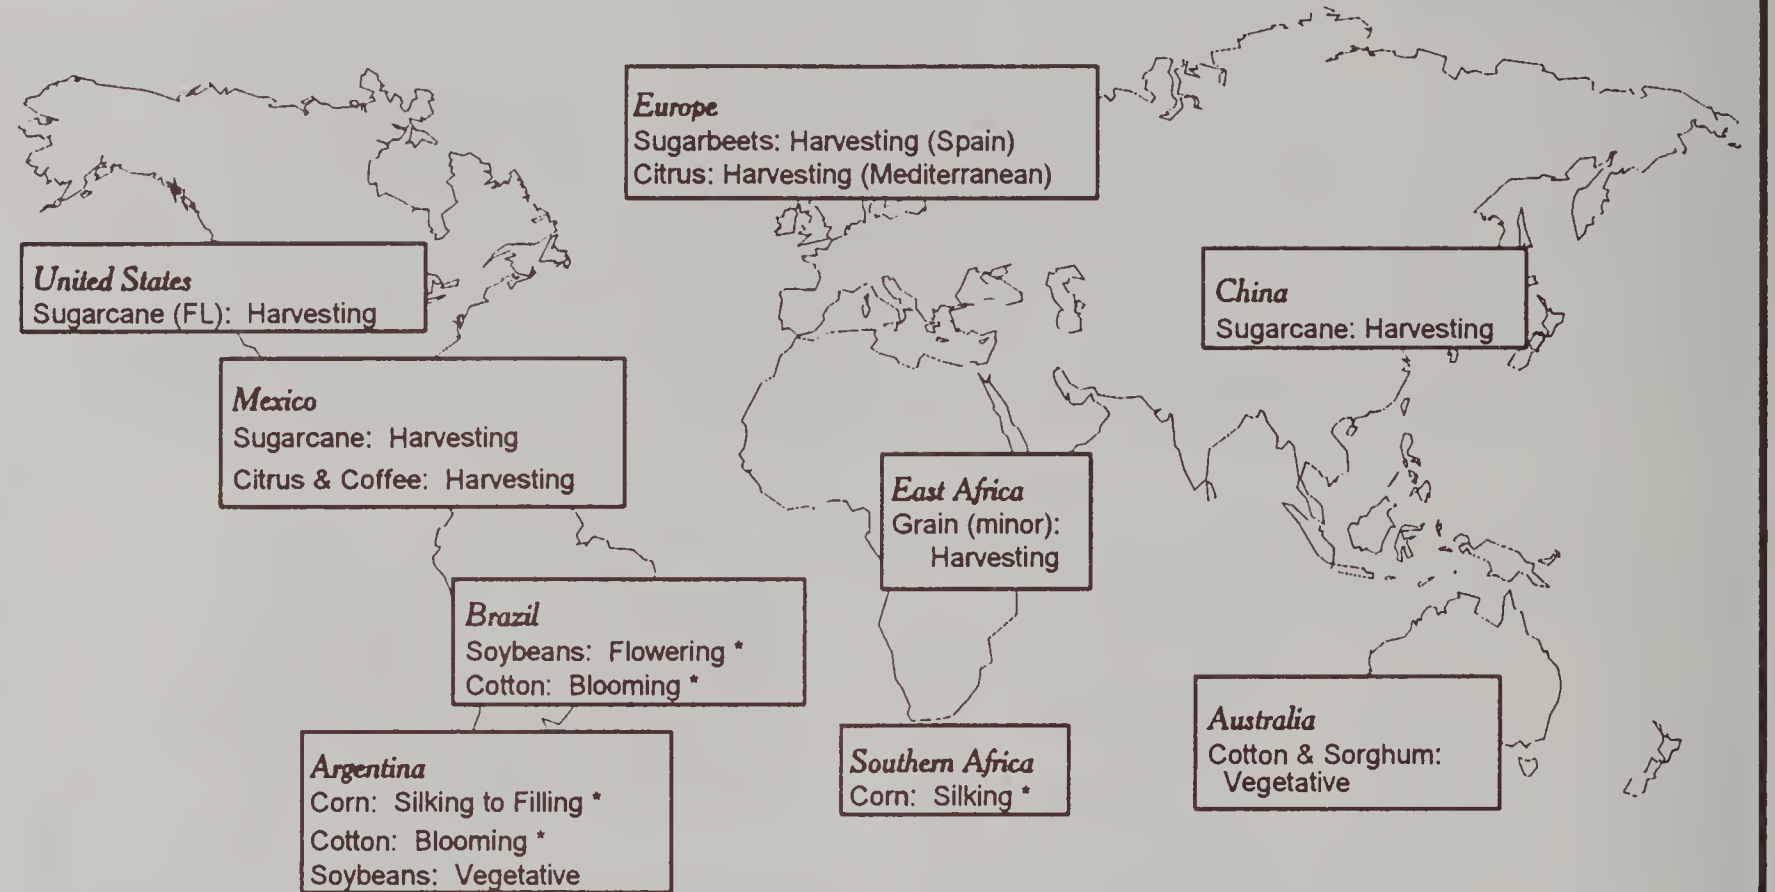 Europe
Sugarbeets: Harvesting (Spain)
Citrus: Harvesting (Mediterranean)
United States
Sugarcane (FL): Harvesting
China
Sugarcane: Harvesting
Mexico
Sugarcane: Harvesting
Citrus & Coffee: Harvesting
East Africa
Grain (minor):
Harvesting
Brazil
Soybeans: Flowering *
Cotton: Blooming *
Australia
Cotton & Sorghum:
Vegetative
Southern Africa
Corn: Silking *
Argentina
Corn: Silking to Filling *
Cotton: Blooming *
Soybeans: Vegetative